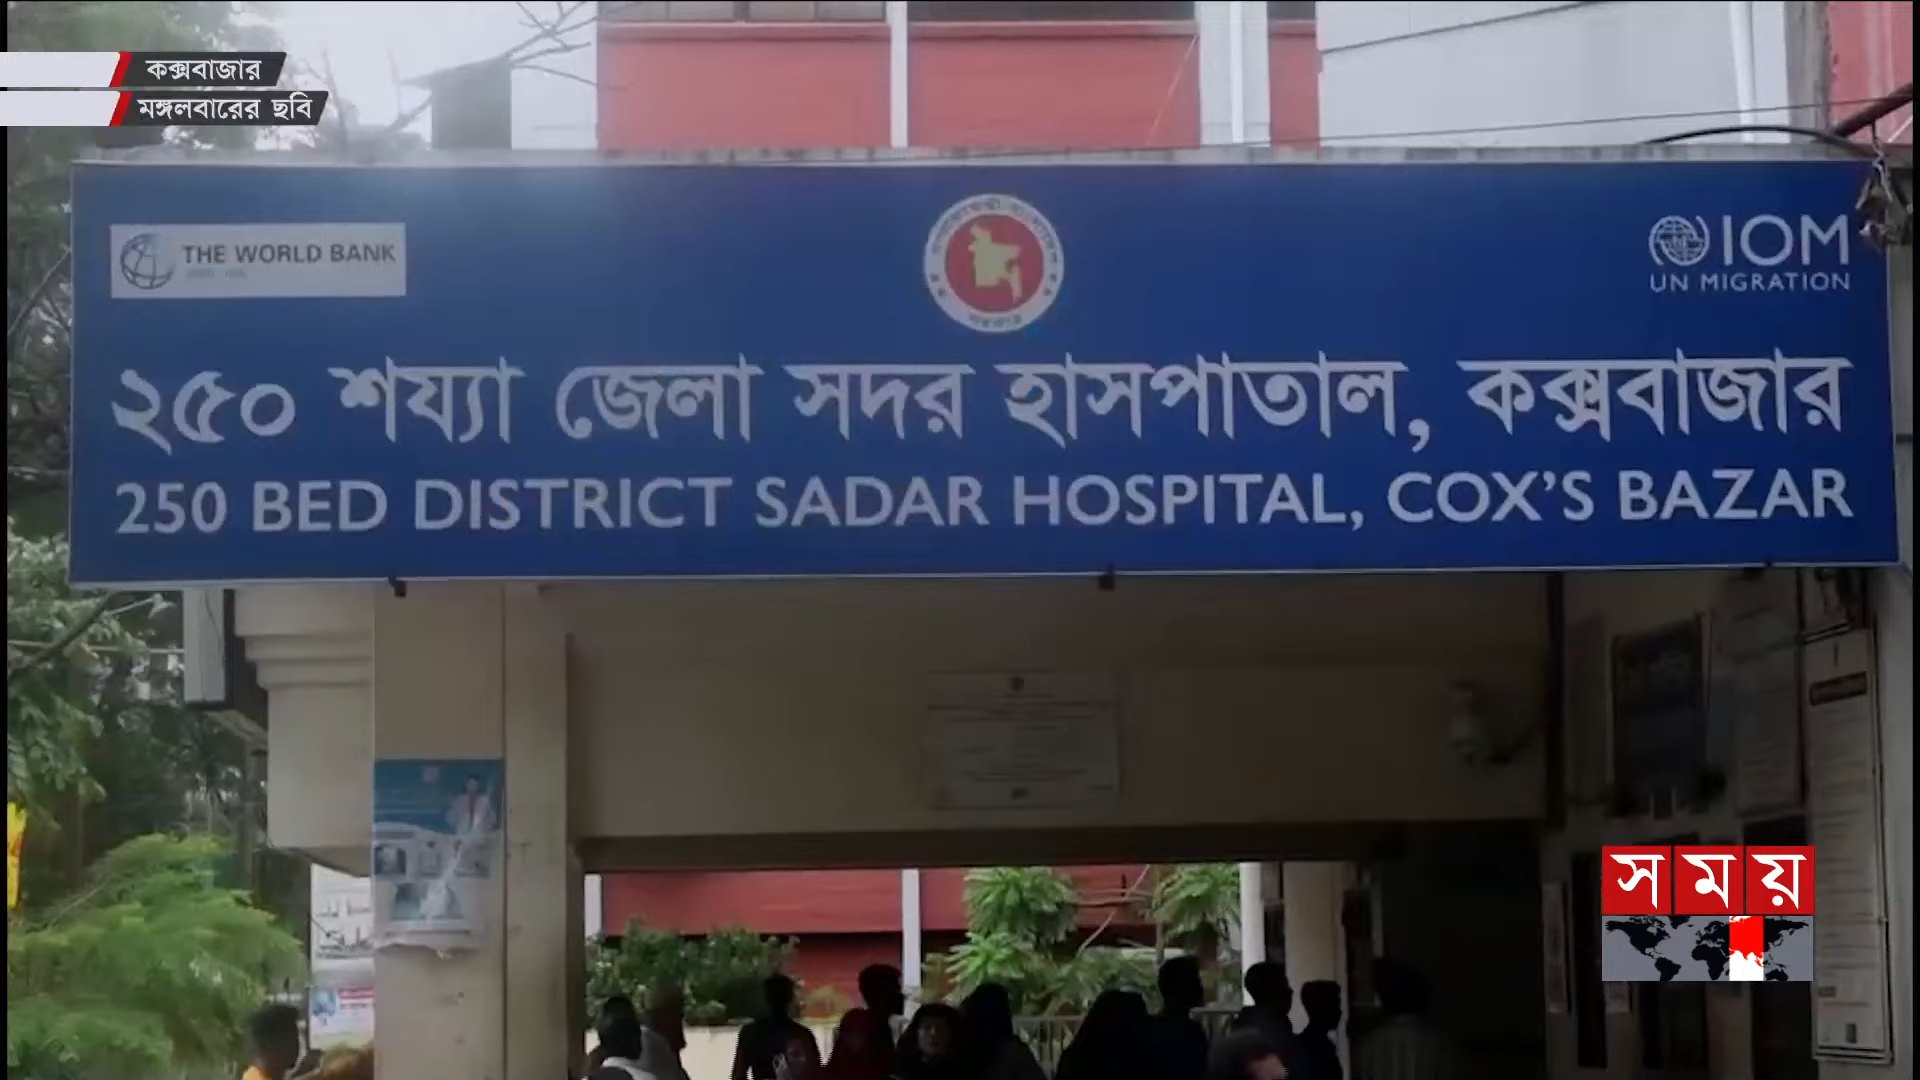 কক্সবাজার
মঙ্গলবারের ছবি
THE WORLD BANK
IOM
UN MIGRATION
২৫০ শয্যা জেলা সদর হাসপাতাল, কক্সবাজার
250 BED DISTRICT SADAR HOSPITAL, COX'S BAZAR
সময়